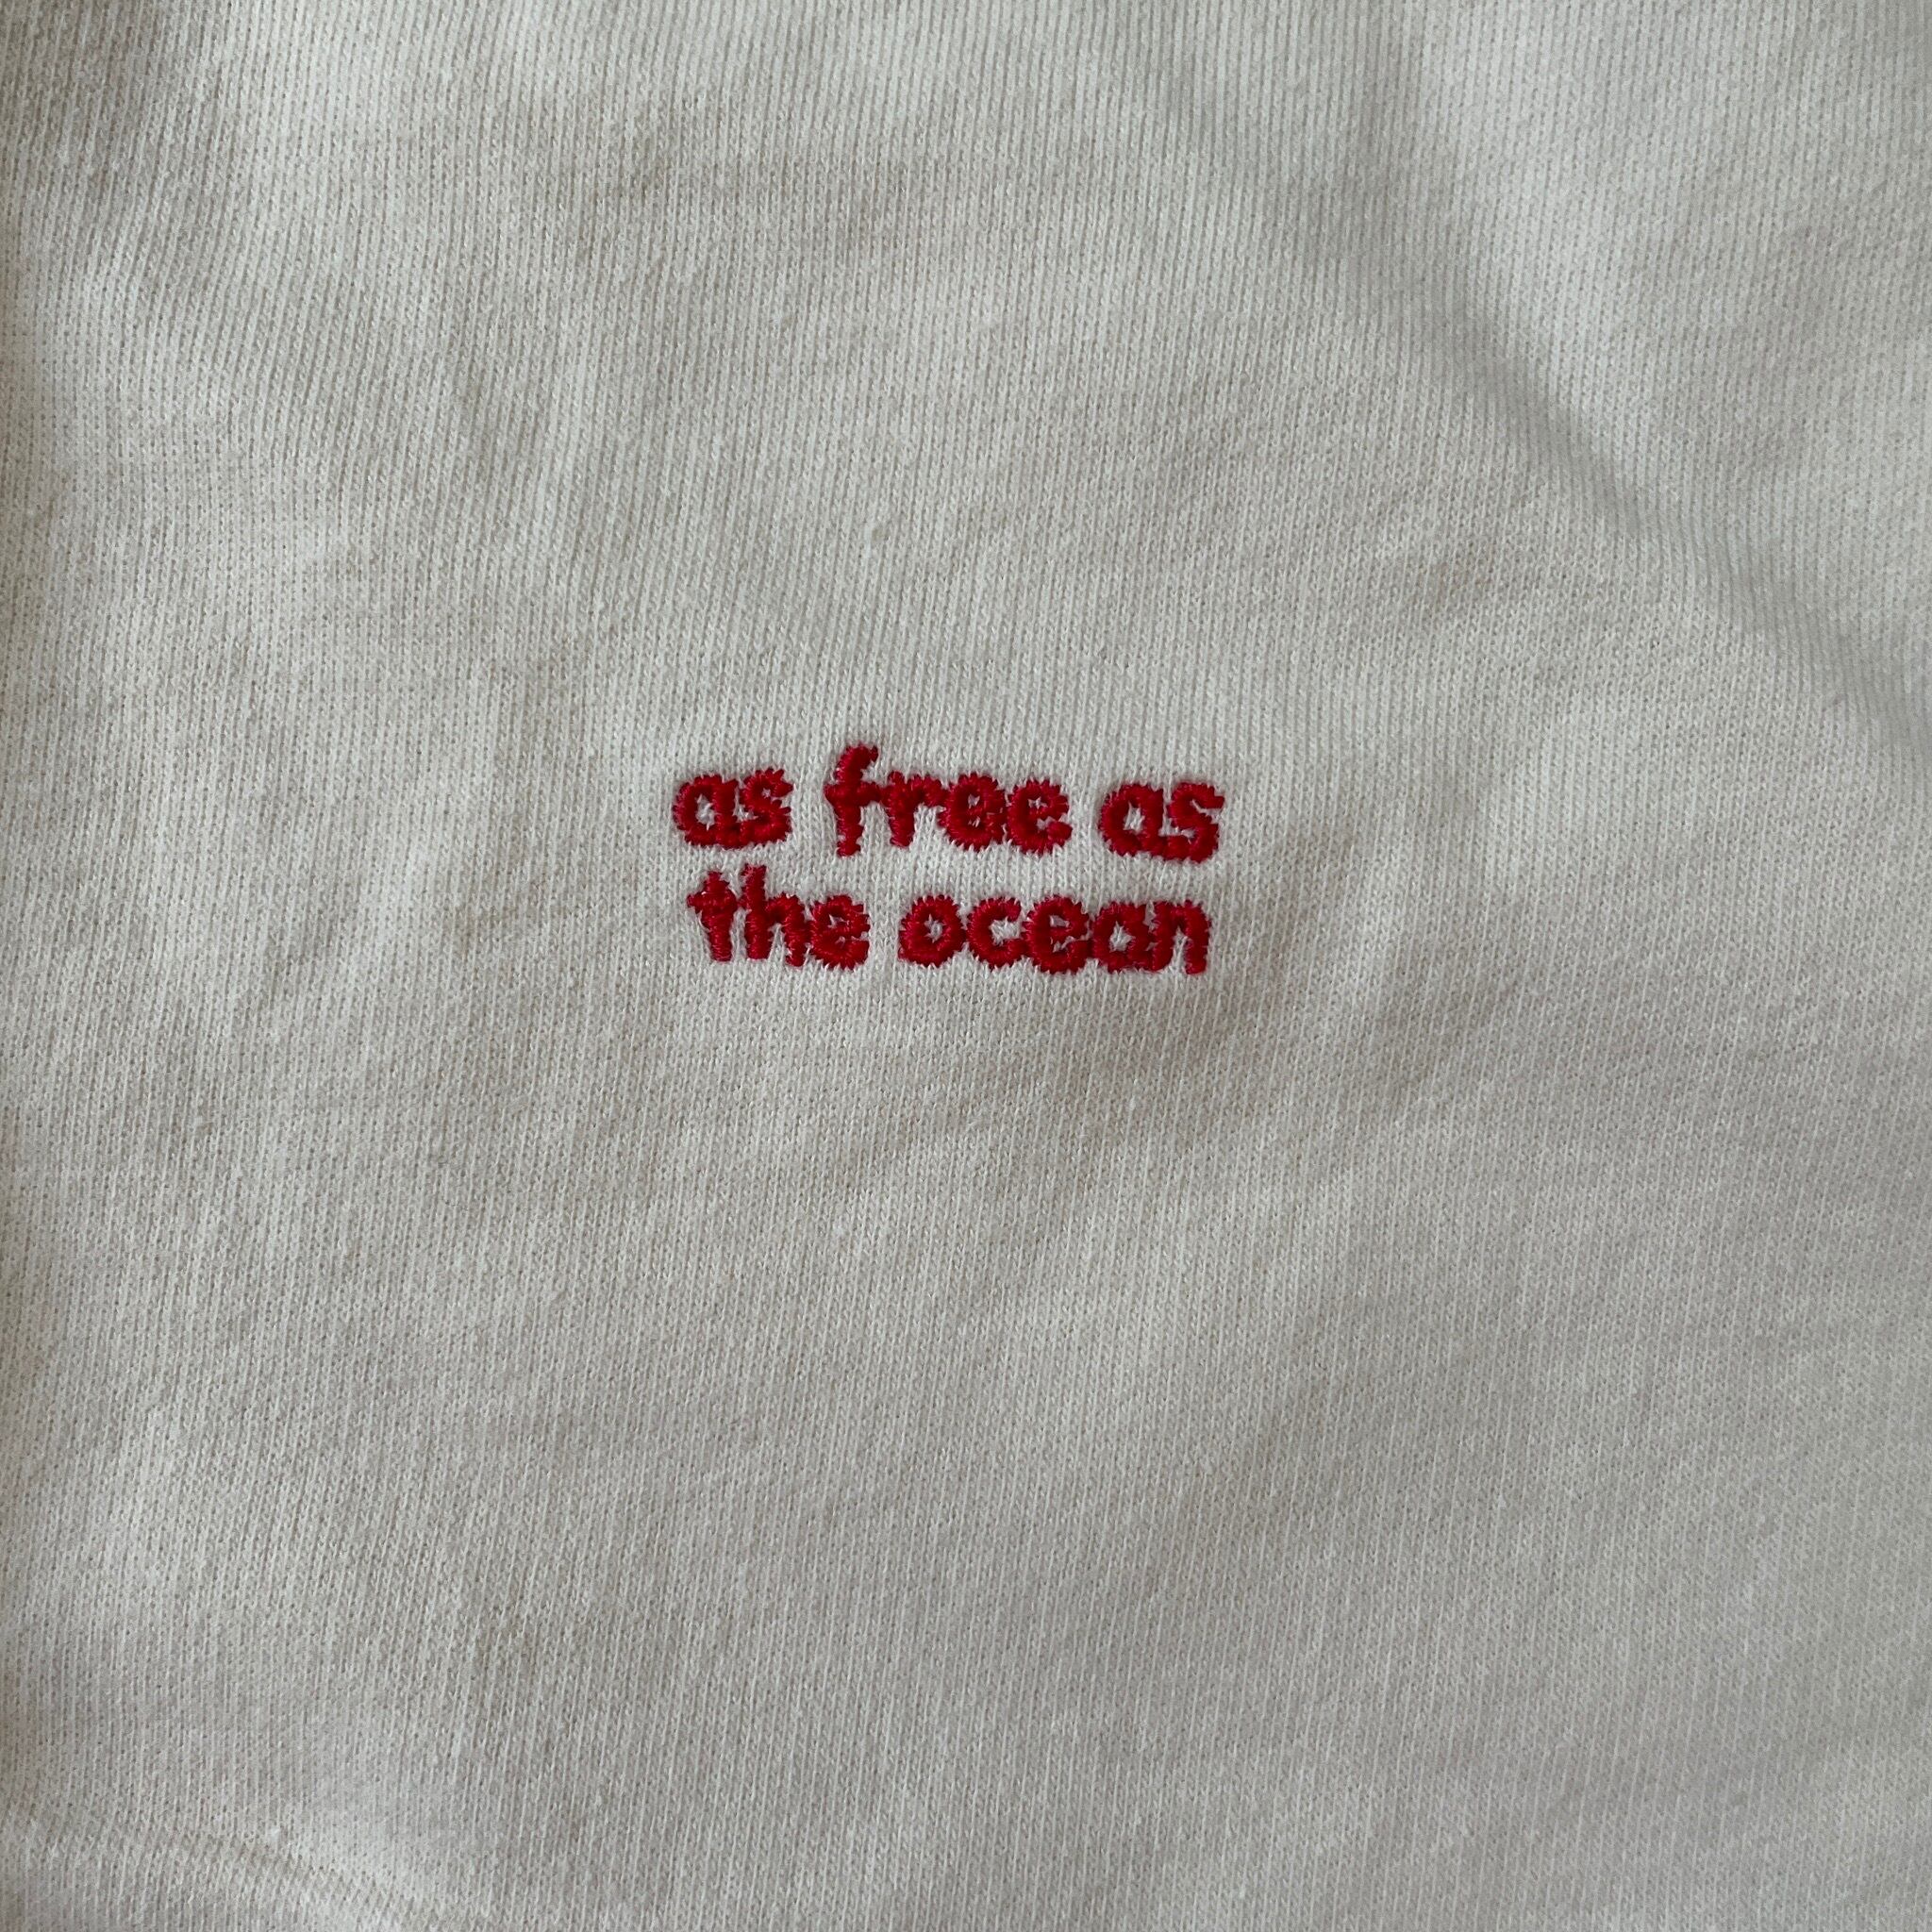 as free as
the ocean